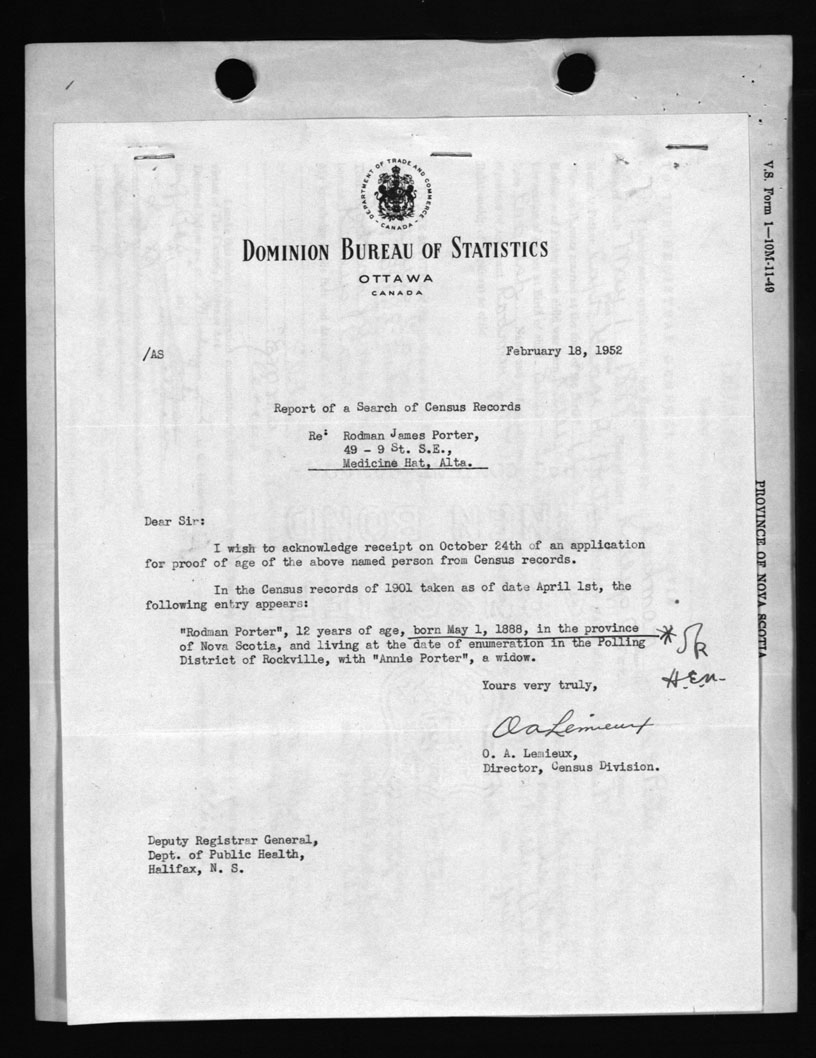 DEPARTMENT OF TRADE AND COMMERCE
CANADA
DOMINION BUREAU OF STATISTICS
OTTAWA
CANADA
/AS
February 18, 1952
Report of a Search of Census Records
Re: Rodman James Porter,
49 - 9 St. S.E.,
Medicine Hat, Alta.
Dear Sir:
I wish to acknowledge receipt on October 24th of an application
for proof of age of the above named person from Census records.
In the Census records of 1901 taken as of date April 1st, the
following entry appears:
"Rodman Porter", 12 years of age, born May 1, 1888, in the province
of Nova Scotia, and living at the date of enumeration in the Polling
District of Rockville, with "Annie Porter", a widow.
H.E.M.
Yours very truly,
O A Lemieux
O. A. Lemieux,
Director, Census Division.
Deputy Registrar General,
Dept. of Public Health,
Halifax, N. S.
V.S. Form 1—10M-11-49
PROVINCE OF NOVA SCOTIA